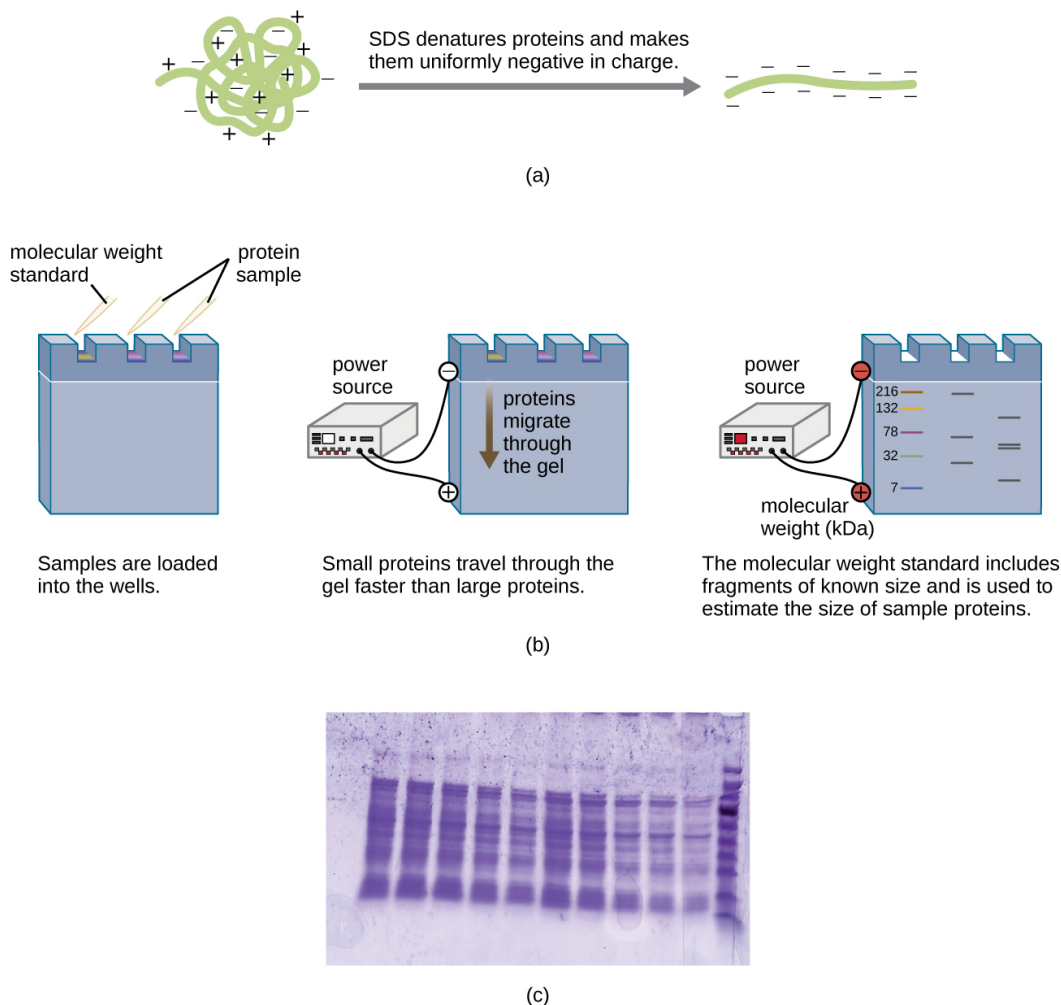 SDS denatures proteins and makes
them uniformly negative in charge.
(a)
molecular weight
standard
protein
sample
power
source
proteins
migrate
through
the gel
power
source
216
132
78
32
7
molecular
weight (kDa)
Samples are loaded
into the wells.
Small proteins travel through the
gel faster than large proteins.
The molecular weight standard includes
fragments of known size and is used to
estimate the size of sample proteins.
(b)
(c)